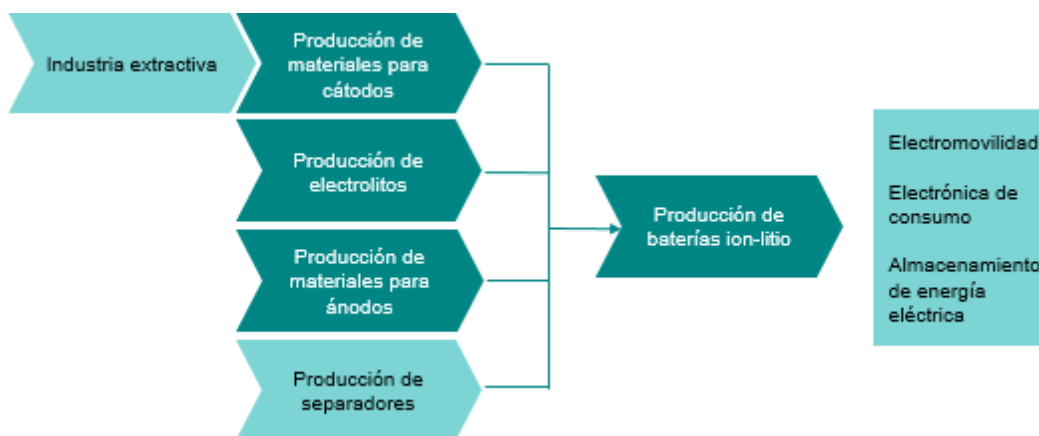 Industria extractiva
Producción de
materiales para
cátodos
Producción de
electrolitos
Producción de
materiales para
ánodos
Producción de
separadores
Producción de
baterías ion-litio
Electromovilidad
Electrónica de
consumo
Almacenamiento
de energía
eléctrica